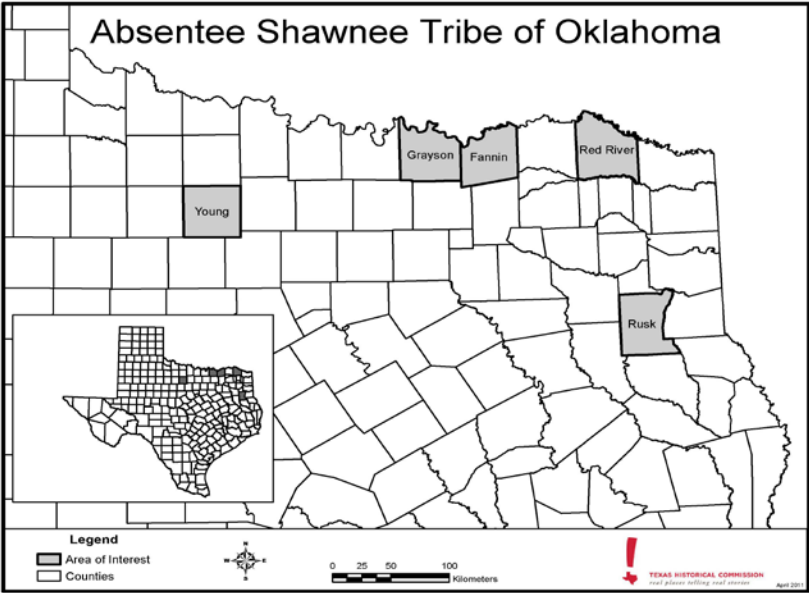 Absentee Shawnee Tribe of Oklahoma
Grayson
Fannin
Red River
Young
Rusk
Legend
Area of Interest
Counties
N
W
E
S
0 25 50 100
Kilometers
TEXAS HISTORICAL COMMISSION
real places telling real stories
April 2011